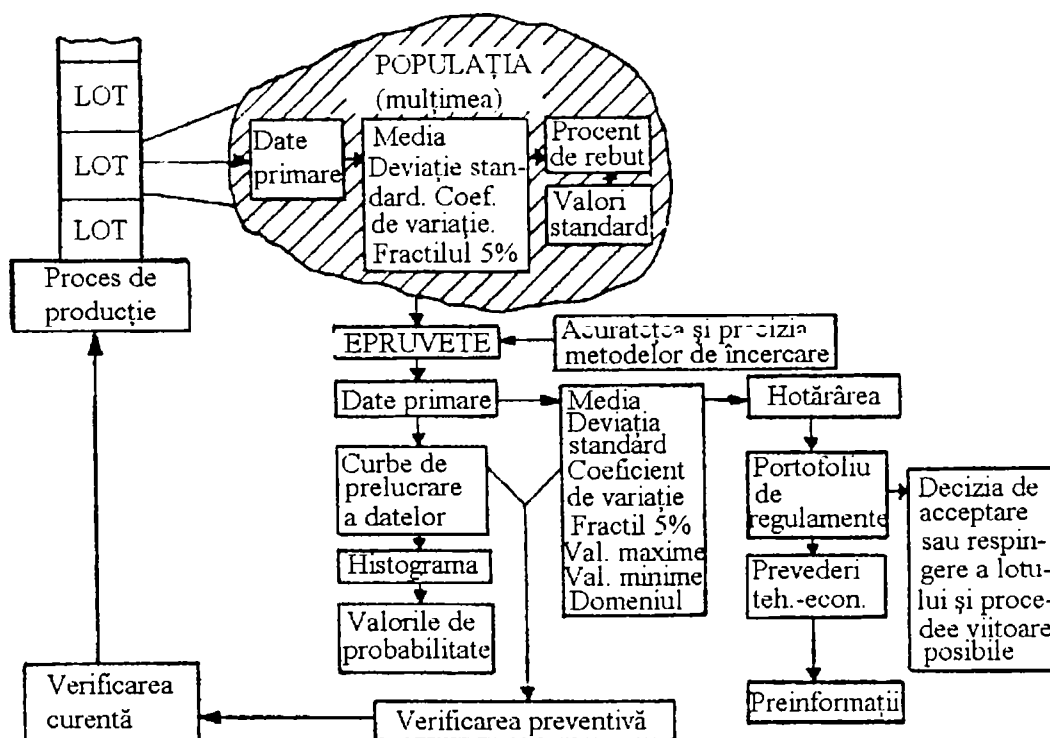 LOT
LOT
LOT
Proces de
producție
POPULAȚIA
(mulțimea)
Date
primare
Media
Deviație stan-
dard. Coef.
de variație.
Fractilul 5%
Procent
de rebut
Valori
standard
EPRUVETE
Acuratețea și precizia
metodelor de încercare
Date primare
Media
Deviația
standard
Coeficient
de variație
Fractil 5%
Val. maxime
Val. minime
Domeniul
Hotărârea
Curbe de
prelucrare
a datelor
Portofoliu
de
regulamente
Decizia de
acceptare
sau respin-
gere a lotu-
lui și proce-
dee viitoare
posibile
Histograma
Prevederi
teh.-econ.
Valorile de
probabilitate
Preinformații
Verificarea
curentă
Verificarea preventivă